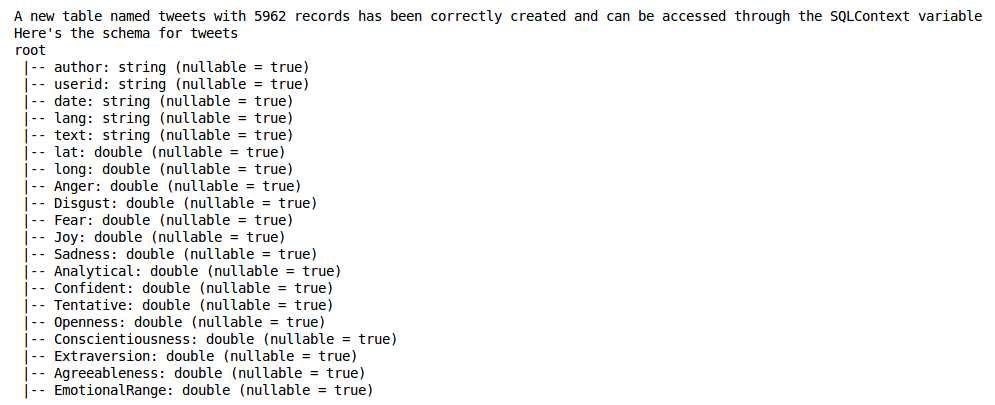 A new table named tweets with 5962 records has been correctly created and can be accessed through the SQLContext variable
Here's the schema for tweets
root
 |-- author: string (nullable = true)
 |-- userid: string (nullable = true)
 |-- date: string (nullable = true)
 |-- lang: string (nullable = true)
 |-- text: string (nullable = true)
 |-- lat: double (nullable = true)
 |-- long: double (nullable = true)
 |-- Anger: double (nullable = true)
 |-- Disgust: double (nullable = true)
 |-- Fear: double (nullable = true)
 |-- Joy: double (nullable = true)
 |-- Sadness: double (nullable = true)
 |-- Analytical: double (nullable = true)
 |-- Confident: double (nullable = true)
 |-- Tentative: double (nullable = true)
 |-- Openness: double (nullable = true)
 |-- Conscientiousness: double (nullable = true)
 |-- Extraversion: double (nullable = true)
 |-- Agreeableness: double (nullable = true)
 |-- EmotionalRange: double (nullable = true)